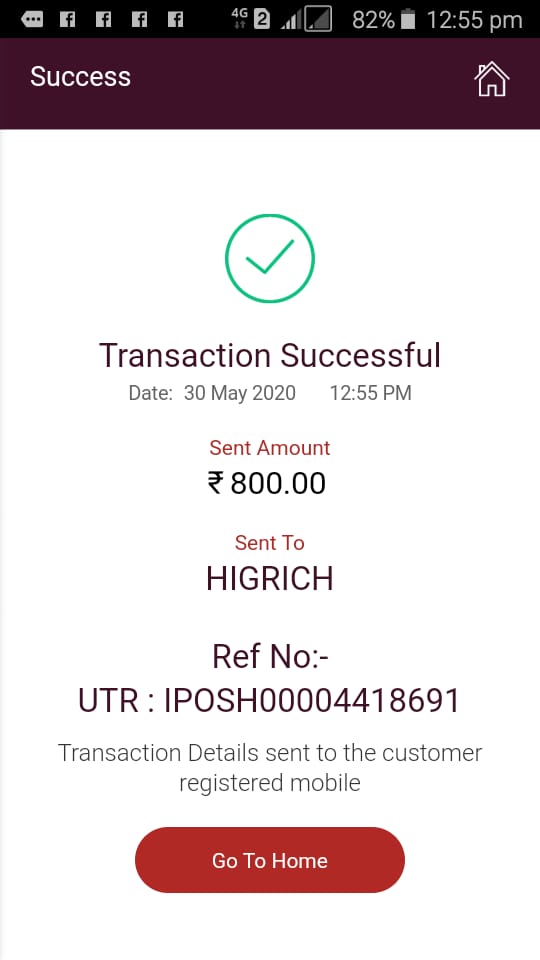 4G 2 82% 12:55 pm
Success
Transaction Successful
Date: 30 May 2020 12:55 PM
Sent Amount
₹ 800.00
Sent To
HIGRICH
Ref No:-
UTR : IPOSH00004418691
Transaction Details sent to the customer
registered mobile
Go To Home